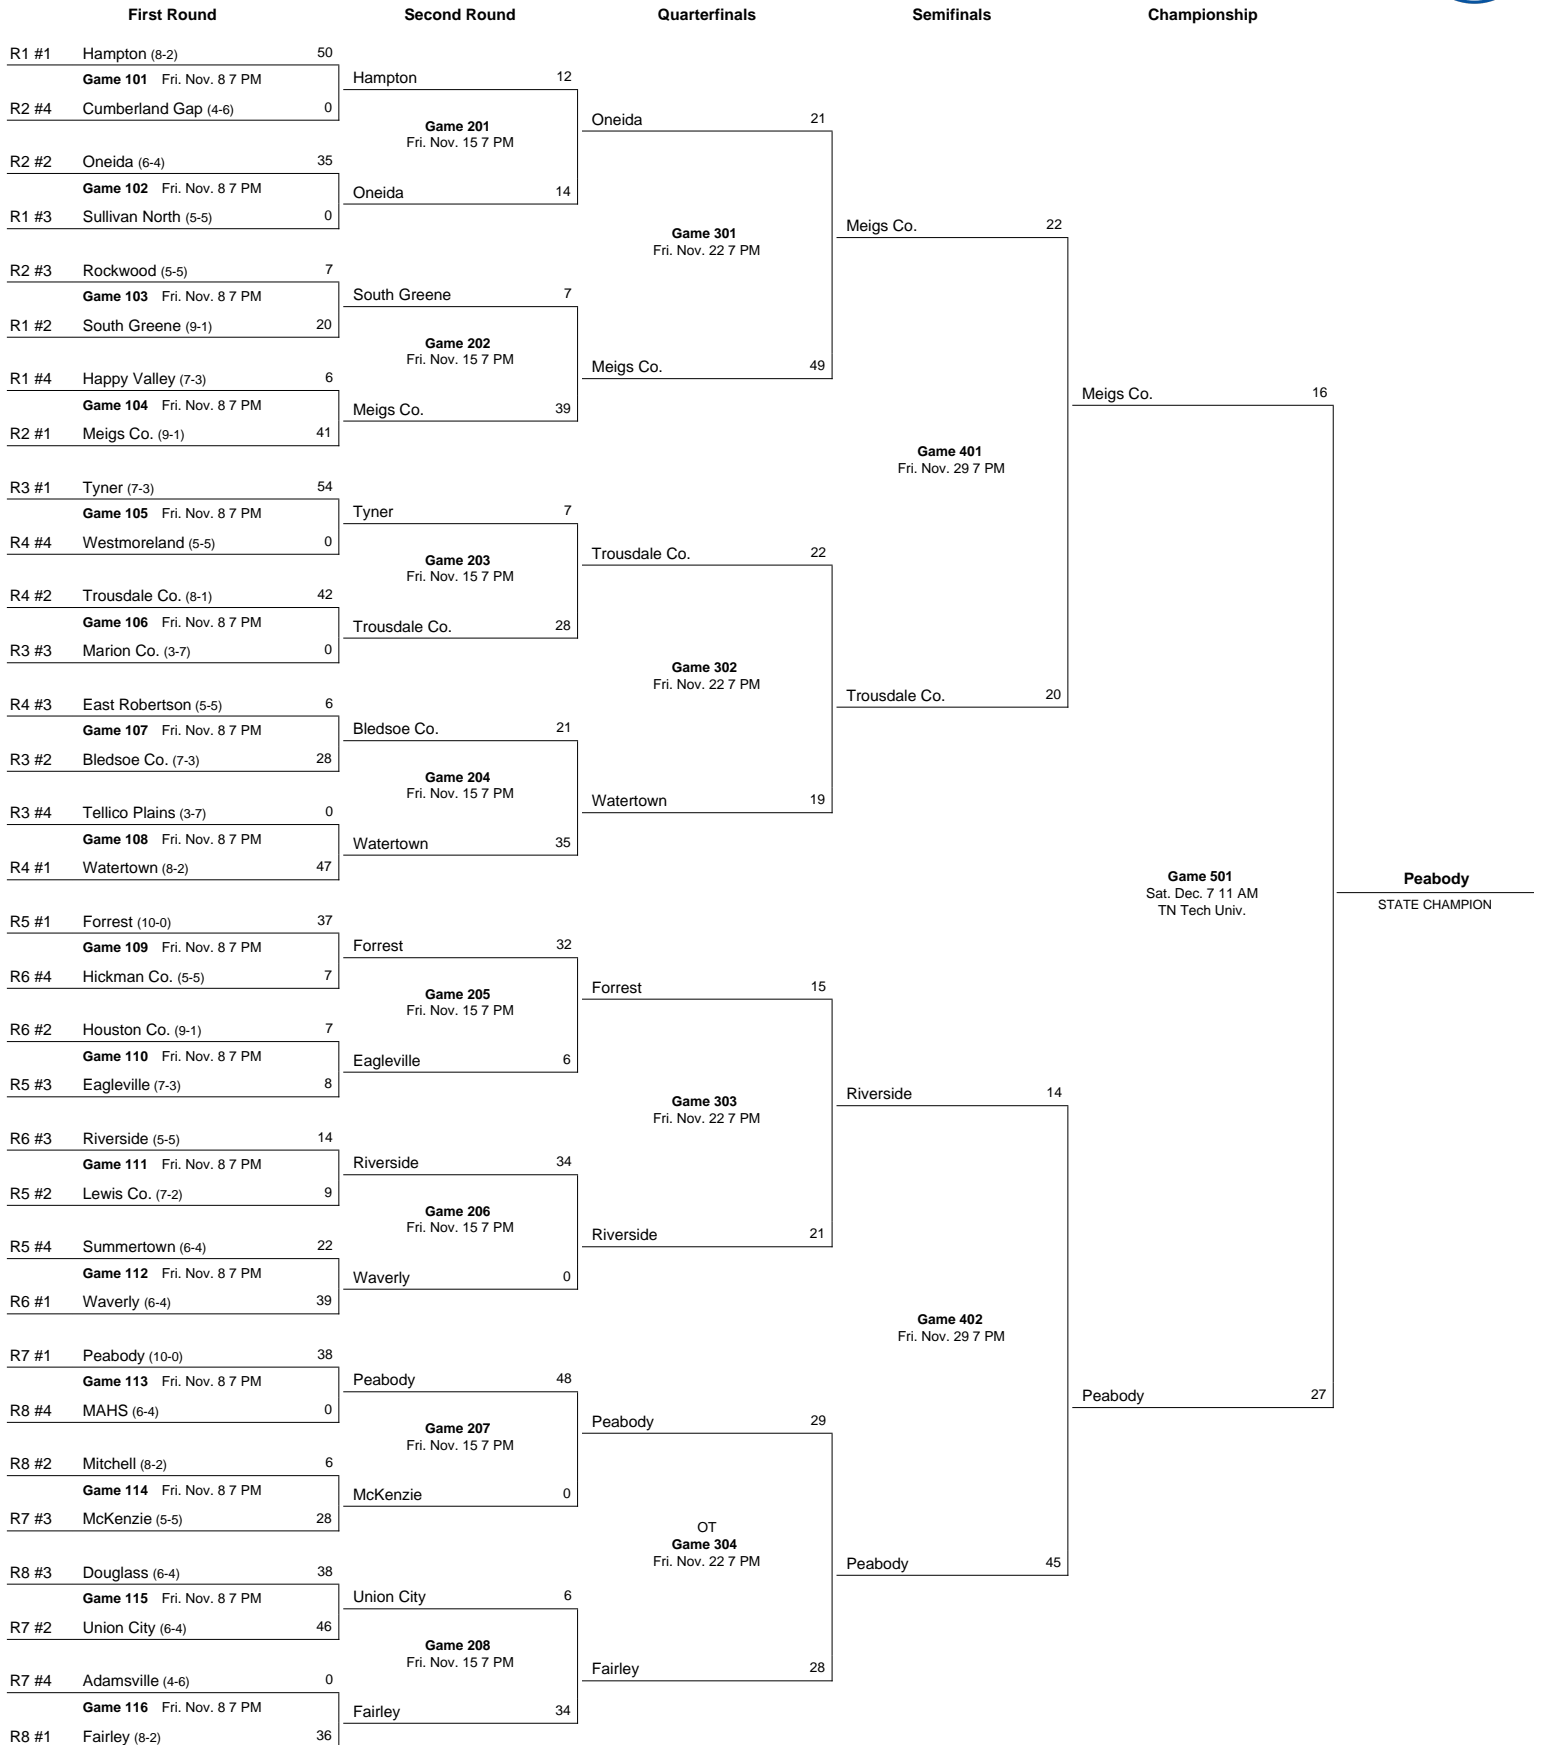 First Round Second Round Quarterfinals Semifinals Championship
R1 #1 Hampton (8-2) 50
Game 101 Fri. Nov. 8 7 PM
R2 #4 Cumberland Gap (4-6) 0
R2 #2 Oneida (6-4) 35
Game 102 Fri. Nov. 8 7 PM
R1 #3 Sullivan North (5-5) 0
R2 #3 Rockwood (5-5) 7
Game 103 Fri. Nov. 8 7 PM
R1 #2 South Greene (9-1) 20
R1 #4 Happy Valley (7-3) 6
Game 104 Fri. Nov. 8 7 PM
R2 #1 Meigs Co. (9-1) 41
R3 #1 Tyner (7-3) 54
Game 105 Fri. Nov. 8 7 PM
R4 #4 Westmoreland (5-5) 0
R4 #2 Trousdale Co. (8-1) 42
Game 106 Fri. Nov. 8 7 PM
R3 #3 Marion Co. (3-7) 0
R4 #3 East Robertson (5-5) 6
Game 107 Fri. Nov. 8 7 PM
R3 #2 Bledsoe Co. (7-3) 28
R3 #4 Tellico Plains (3-7) 0
Game 108 Fri. Nov. 8 7 PM
R4 #1 Watertown (8-2) 47
R5 #1 Forrest (10-0) 37
Game 109 Fri. Nov. 8 7 PM
R6 #4 Hickman Co. (5-5) 7
R6 #2 Houston Co. (9-1) 7
Game 110 Fri. Nov. 8 7 PM
R5 #3 Eagleville (7-3) 8
R6 #3 Riverside (5-5) 14
Game 111 Fri. Nov. 8 7 PM
R5 #2 Lewis Co. (7-2) 9
R5 #4 Summertown (6-4) 22
Game 112 Fri. Nov. 8 7 PM
R6 #1 Waverly (6-4) 39
R7 #1 Peabody (10-0) 38
Game 113 Fri. Nov. 8 7 PM
R8 #4 MAHS (6-4) 0
R8 #2 Mitchell (8-2) 6
Game 114 Fri. Nov. 8 7 PM
R7 #3 McKenzie (5-5) 28
R8 #3 Douglass (6-4) 38
Game 115 Fri. Nov. 8 7 PM
R7 #2 Union City (6-4) 46
R7 #4 Adamsville (4-6) 0
Game 116 Fri. Nov. 8 7 PM
R8 #1 Fairley (8-2) 36
Hampton 12
Game 201
Fri. Nov. 15 7 PM
Oneida 14
South Greene 7
Game 202
Fri. Nov. 15 7 PM
Meigs Co. 39
Tyner 7
Game 203
Fri. Nov. 15 7 PM
Trousdale Co. 28
Bledsoe Co. 21
Game 204
Fri. Nov. 15 7 PM
Watertown 35
Forrest 32
Game 205
Fri. Nov. 15 7 PM
Eagleville 6
Riverside 34
Game 206
Fri. Nov. 15 7 PM
Waverly 0
Peabody 48
Game 207
Fri. Nov. 15 7 PM
McKenzie 0
Union City 6
Game 208
Fri. Nov. 15 7 PM
Fairley 34
Oneida 21
Game 301
Fri. Nov. 22 7 PM
Meigs Co. 49
Trousdale Co. 22
Game 302
Fri. Nov. 22 7 PM
Watertown 19
Forrest 15
Game 303
Fri. Nov. 22 7 PM
Riverside 21
Peabody 29
OT
Game 304
Fri. Nov. 22 7 PM
Fairley 28
Meigs Co. 22
Game 401
Fri. Nov. 29 7 PM
Trousdale Co. 20
Riverside 14
Game 402
Fri. Nov. 29 7 PM
Peabody 45
Meigs Co. 16
Game 501
Sat. Dec. 7 11 AM
TN Tech Univ.
Peabody 27
Peabody
STATE CHAMPION